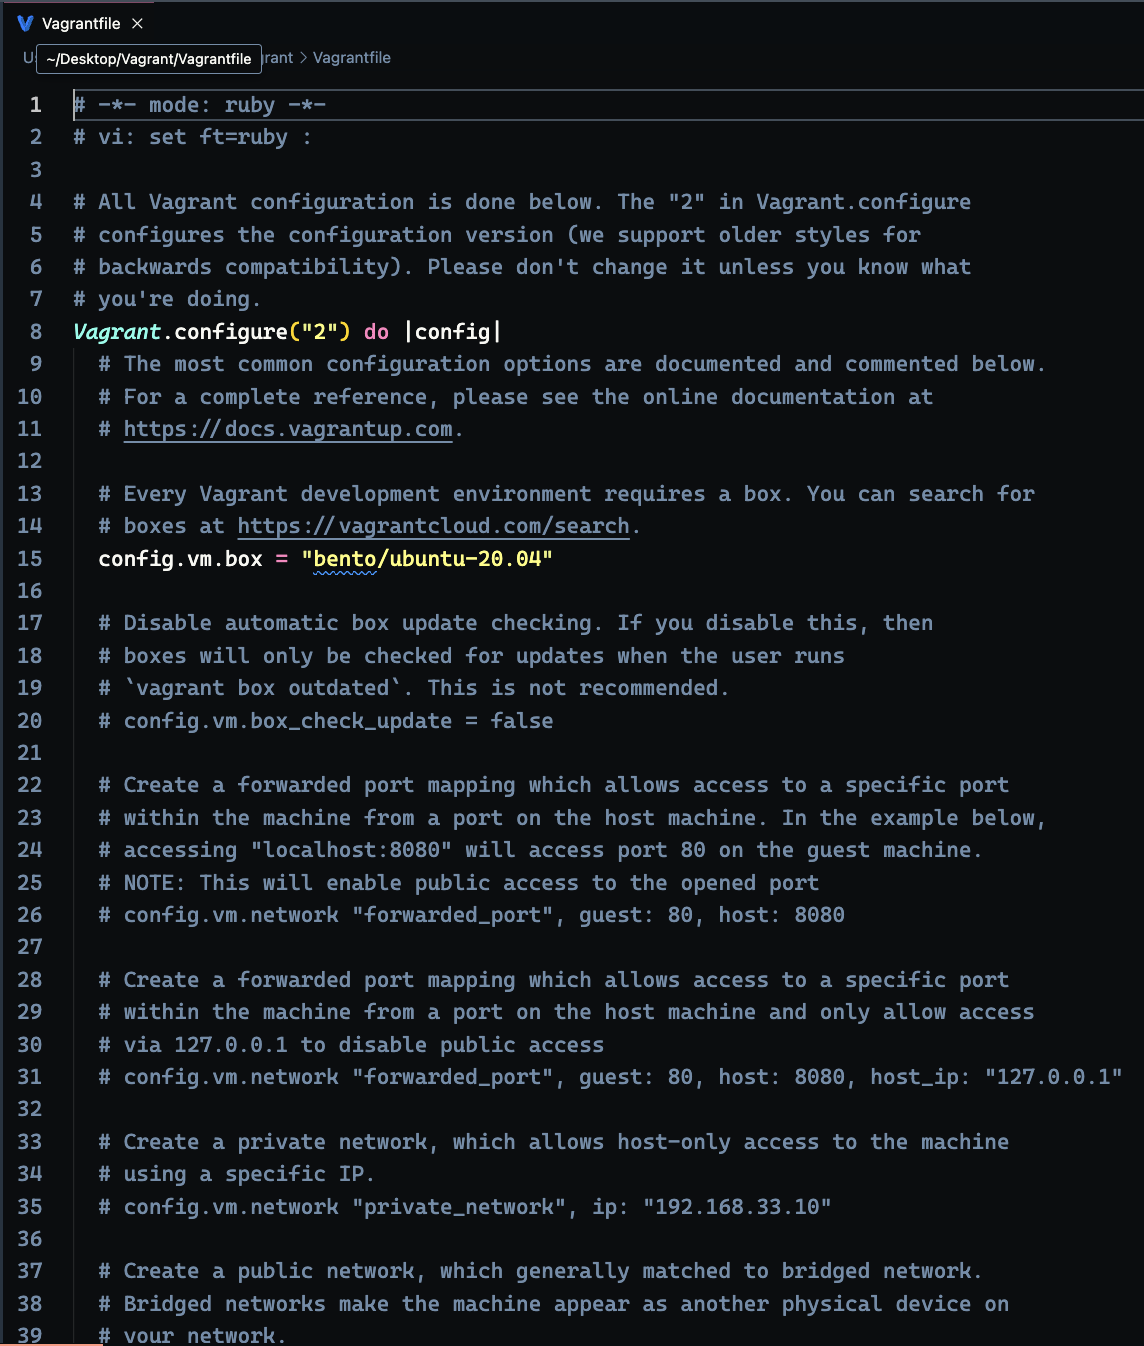 Vagrantfile
~/Desktop/Vagrant/Vagrantfile
grant > Vagrantfile
1 # -*- mode: ruby -*-
2 # vi: set ft=ruby :
3
4 # All Vagrant configuration is done below. The "2" in Vagrant.configure
5 # configures the configuration version (we support older styles for
6 # backwards compatibility). Please don't change it unless you know what
7 # you're doing.
8 Vagrant.configure("2") do |config|
9 # The most common configuration options are documented and commented below.
10 # For a complete reference, please see the online documentation at
11 # https://docs.vagrantup.com.
12
13 # Every Vagrant development environment requires a box. You can search for
14 # boxes at https://vagrantcloud.com/search.
15 config.vm.box = "bento/ubuntu-20.04"
16
17 # Disable automatic box update checking. If you disable this, then
18 # boxes will only be checked for updates when the user runs
19 # `vagrant box outdated`. This is not recommended.
20 # config.vm.box_check_update = false
21
22 # Create a forwarded port mapping which allows access to a specific port
23 # within the machine from a port on the host machine. In the example below,
24 # accessing "localhost:8080" will access port 80 on the guest machine.
25 # NOTE: This will enable public access to the opened port
26 # config.vm.network "forwarded_port", guest: 80, host: 8080
27
28 # Create a forwarded port mapping which allows access to a specific port
29 # within the machine from a port on the host machine and only allow access
30 # via 127.0.0.1 to disable public access
31 # config.vm.network "forwarded_port", guest: 80, host: 8080, host_ip: "127.0.0.1"
32
33 # Create a private network, which allows host-only access to the machine
34 # using a specific IP.
35 # config.vm.network "private_network", ip: "192.168.33.10"
36
37 # Create a public network, which generally matched to bridged network.
38 # Bridged networks make the machine appear as another physical device on
39 # your network.